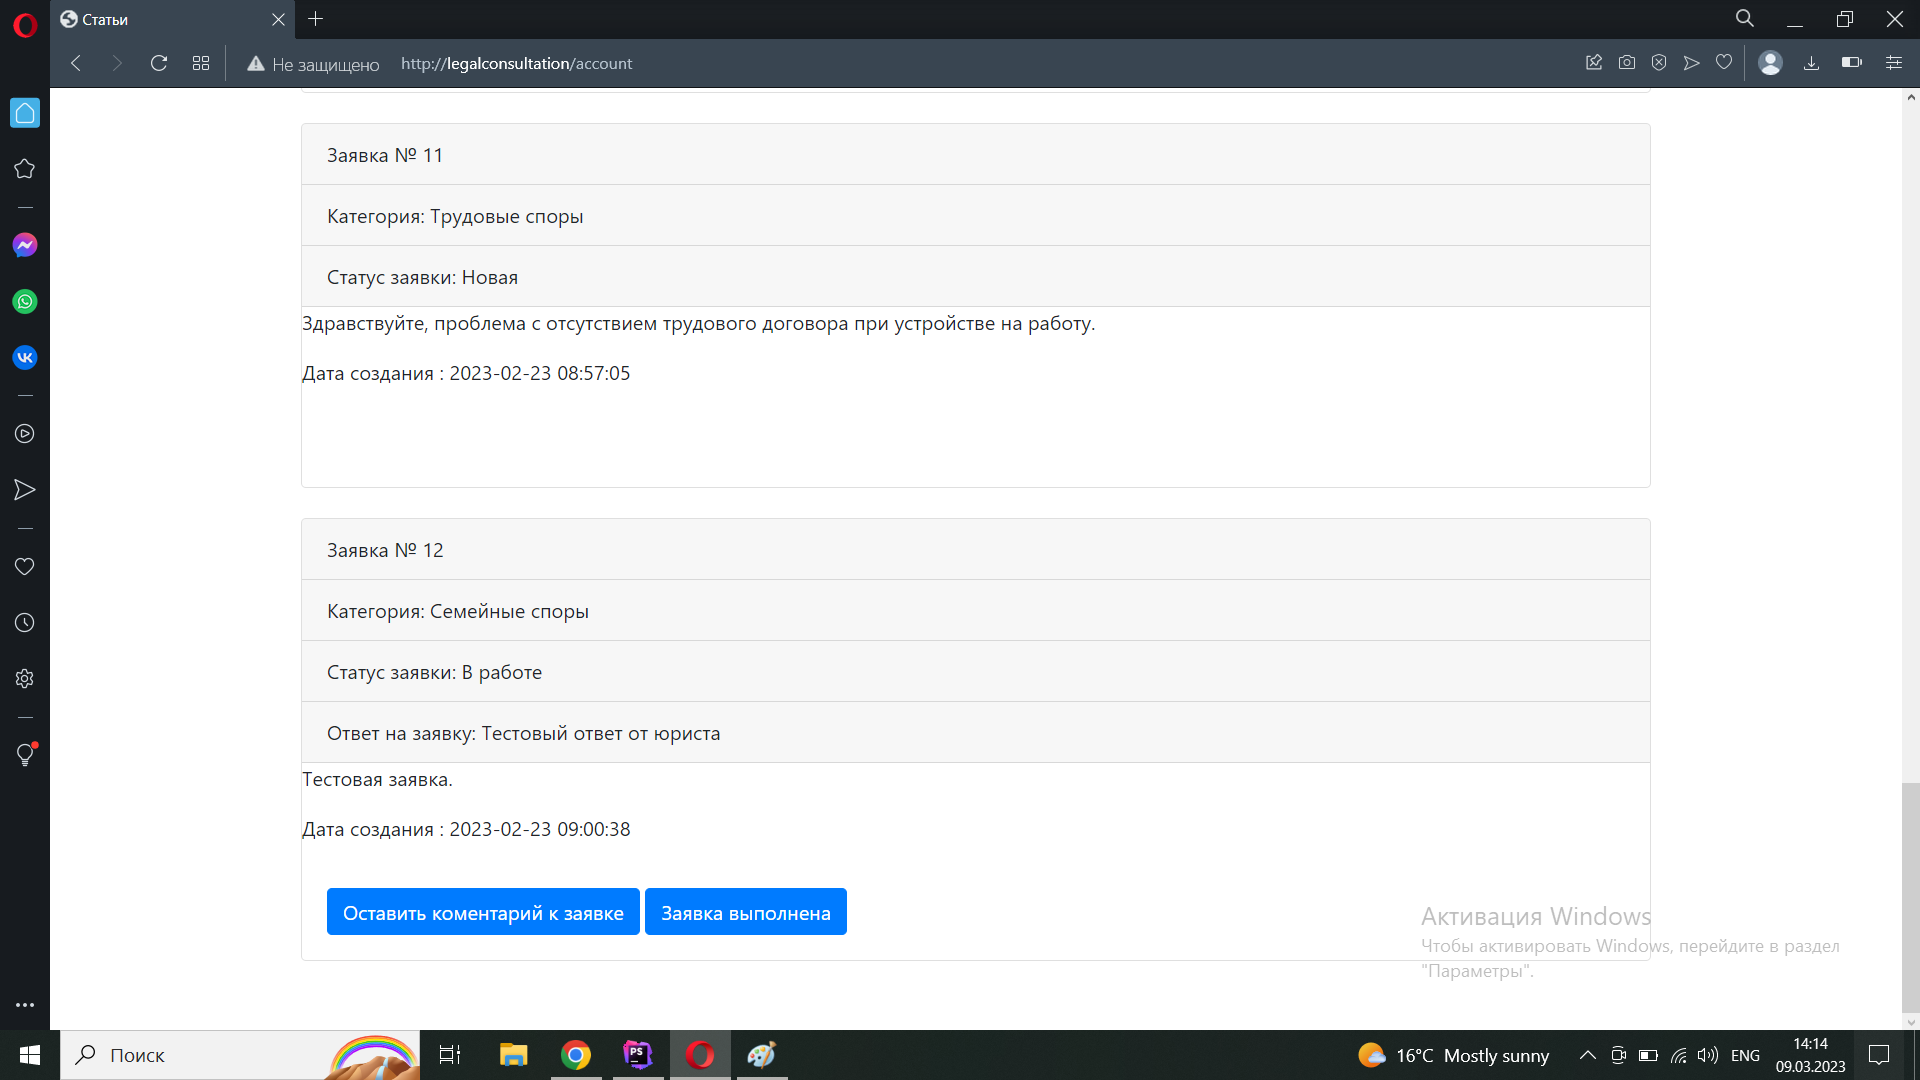 Статьи
Не защищено http://legalconsultation/account
Заявка № 11
Категория: Трудовые споры
Статус заявки: Новая
Здравствуйте, проблема с отсутствием трудового договора при устройстве на работу.
Дата создания : 2023-02-23 08:57:05
Заявка № 12
Категория: Семейные споры
Статус заявки: В работе
Ответ на заявку: Тестовый ответ от юриста
Тестовая заявка.
Дата создания : 2023-02-23 09:00:38
Оставить коментарий к заявке Заявка выполнена
Активация Windows
Чтобы активировать Windows, перейдите в раздел
"Параметры".
Поиск
PS
16°C Mostly sunny
ENG
14:14
09.03.2023